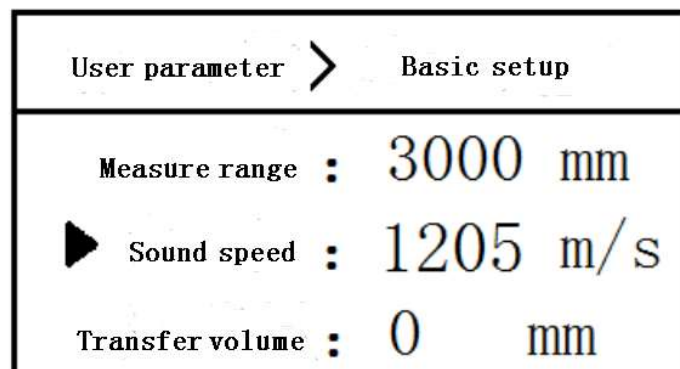 User parameter > Basic setup
Measure range : 3000 mm
Sound speed : 1205 m/s
Transfer volume : 0 mm